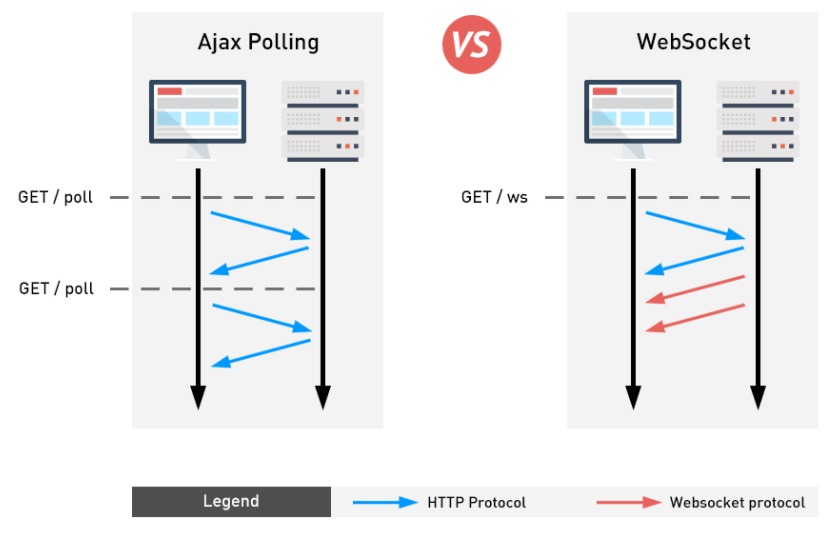 Ajax Polling
VS
WebSocket
GET / poll
GET / ws
GET / poll
Legend
HTTP Protocol
Websocket protocol